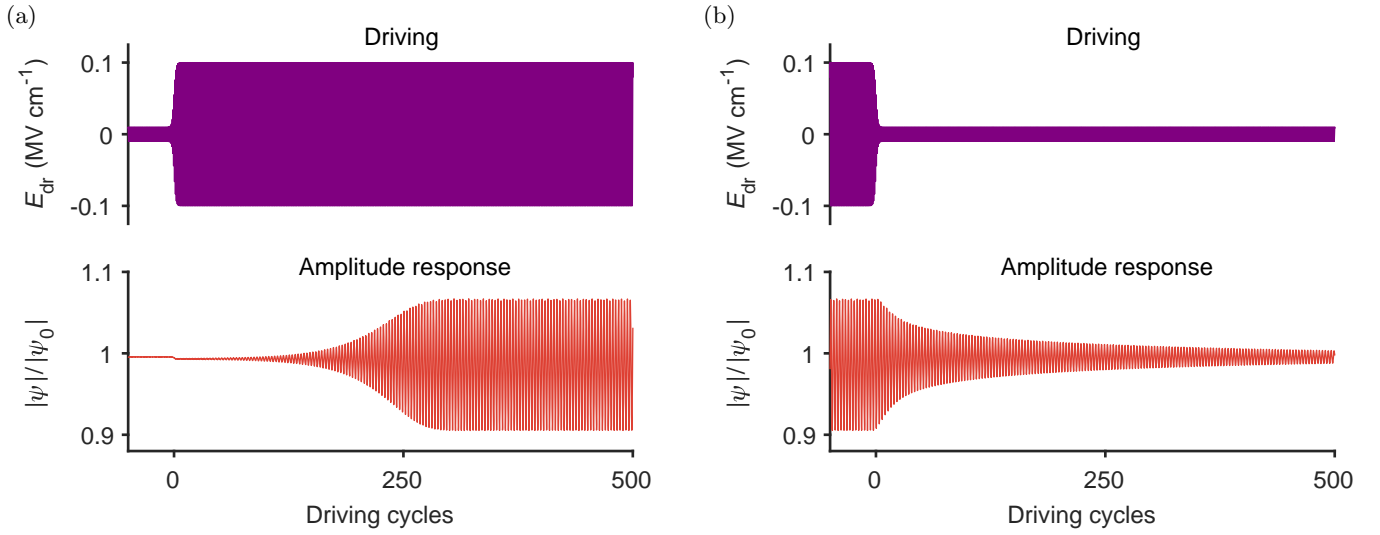 (a)
Driving
E_dr (MV cm⁻¹)
0.1
0
-0.1
Amplitude response
|ψ| / |ψ₀|
1.1
1
0.9
0 250 500
Driving cycles
(b)
Driving
E_dr (MV cm⁻¹)
0.1
0
-0.1
Amplitude response
|ψ| / |ψ₀|
1.1
1
0.9
0 250 500
Driving cycles